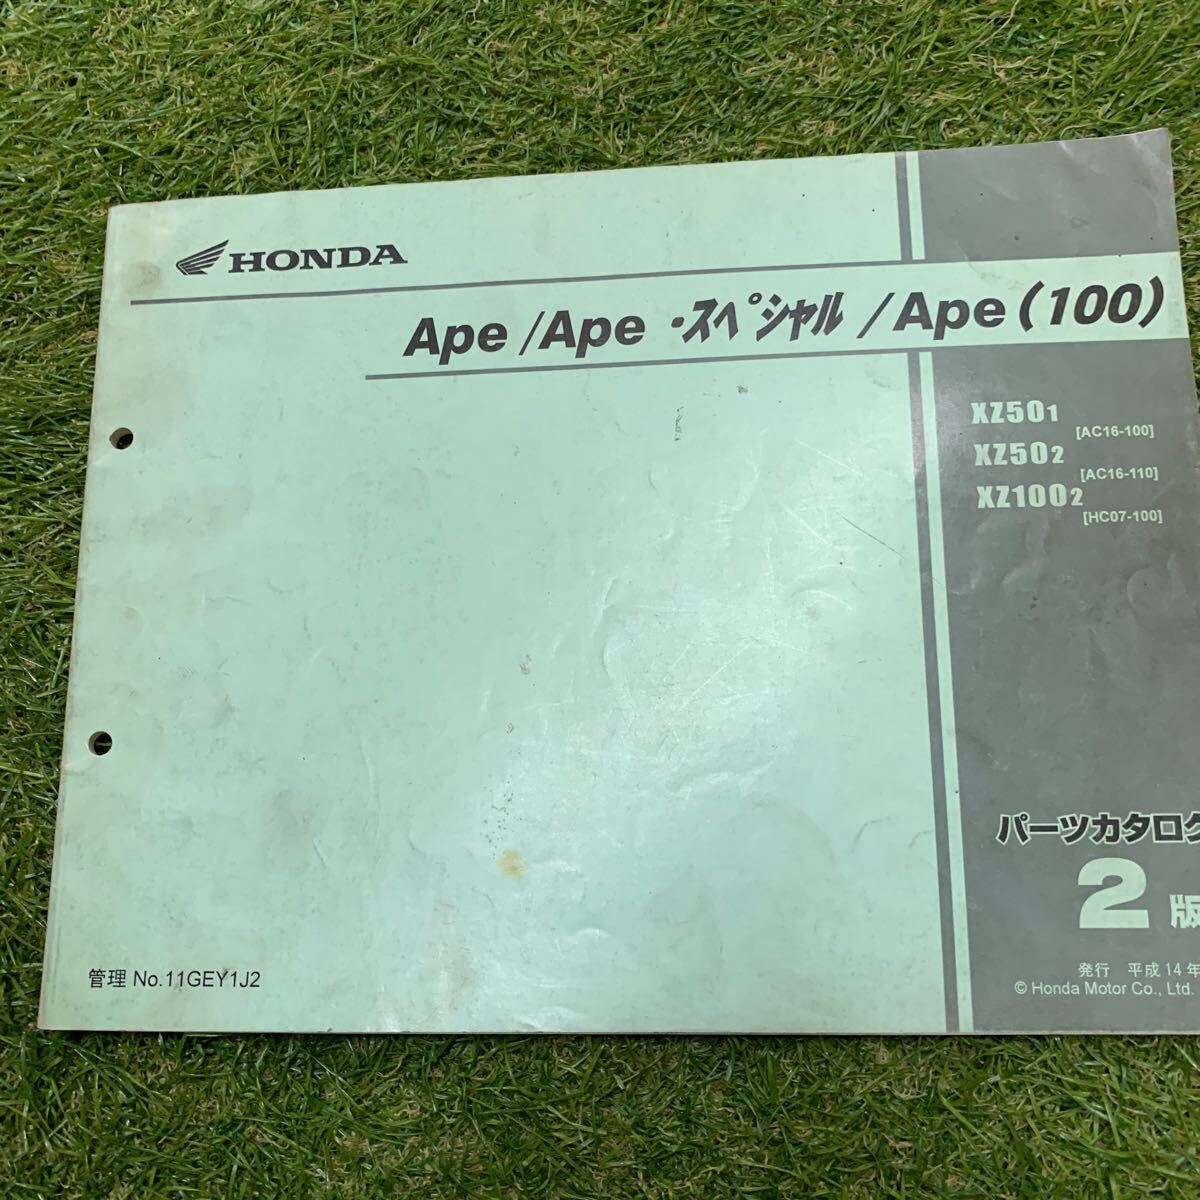 HONDA
Ape/Ape・スペシャル/Ape(100)
XZ501
[AC16-100]
XZ502
[AC16-110]
XZ1002
[HC07-100]
パーツカタログ
2版
発行 平成14年
© Honda Motor Co., Ltd.
管理 No.11GEY1J2